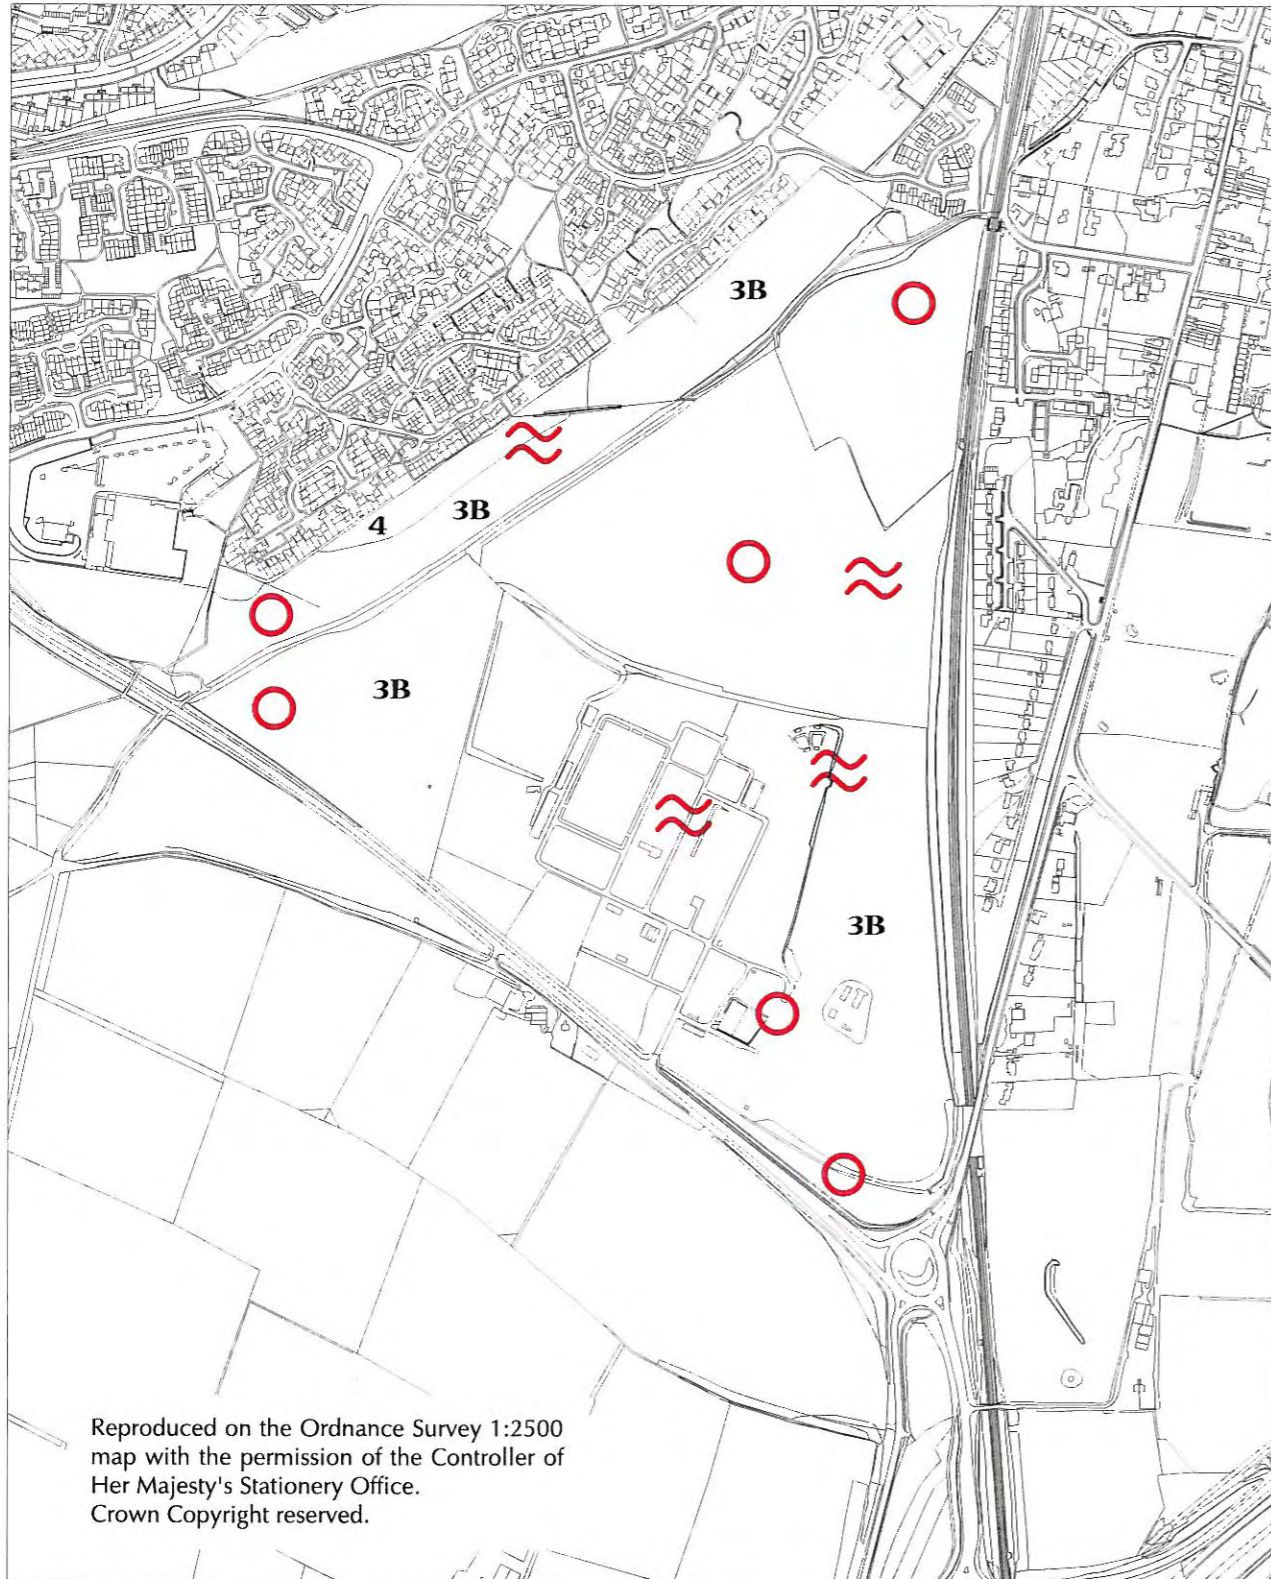 3B
3B
4
3B
3B
Reproduced on the Ordnance Survey 1:2500
map with the permission of the Controller of
Her Majesty's Stationery Office.
Crown Copyright reserved.